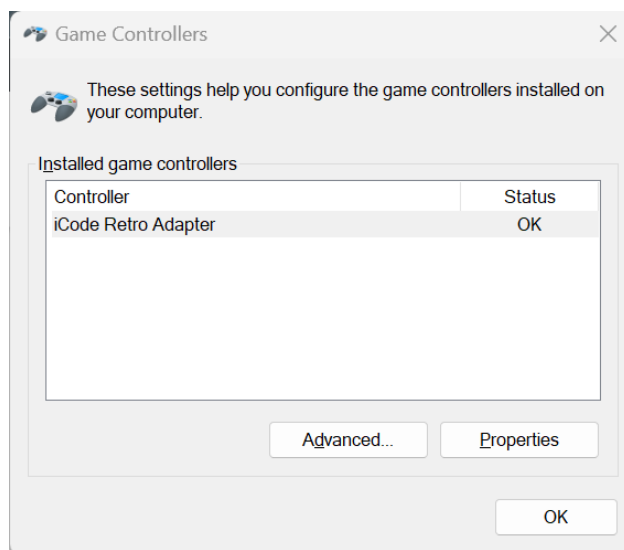 Game Controllers
These settings help you configure the game controllers installed on
your computer.
Installed game controllers
Controller Status
iCode Retro Adapter OK
Advanced... Properties
OK